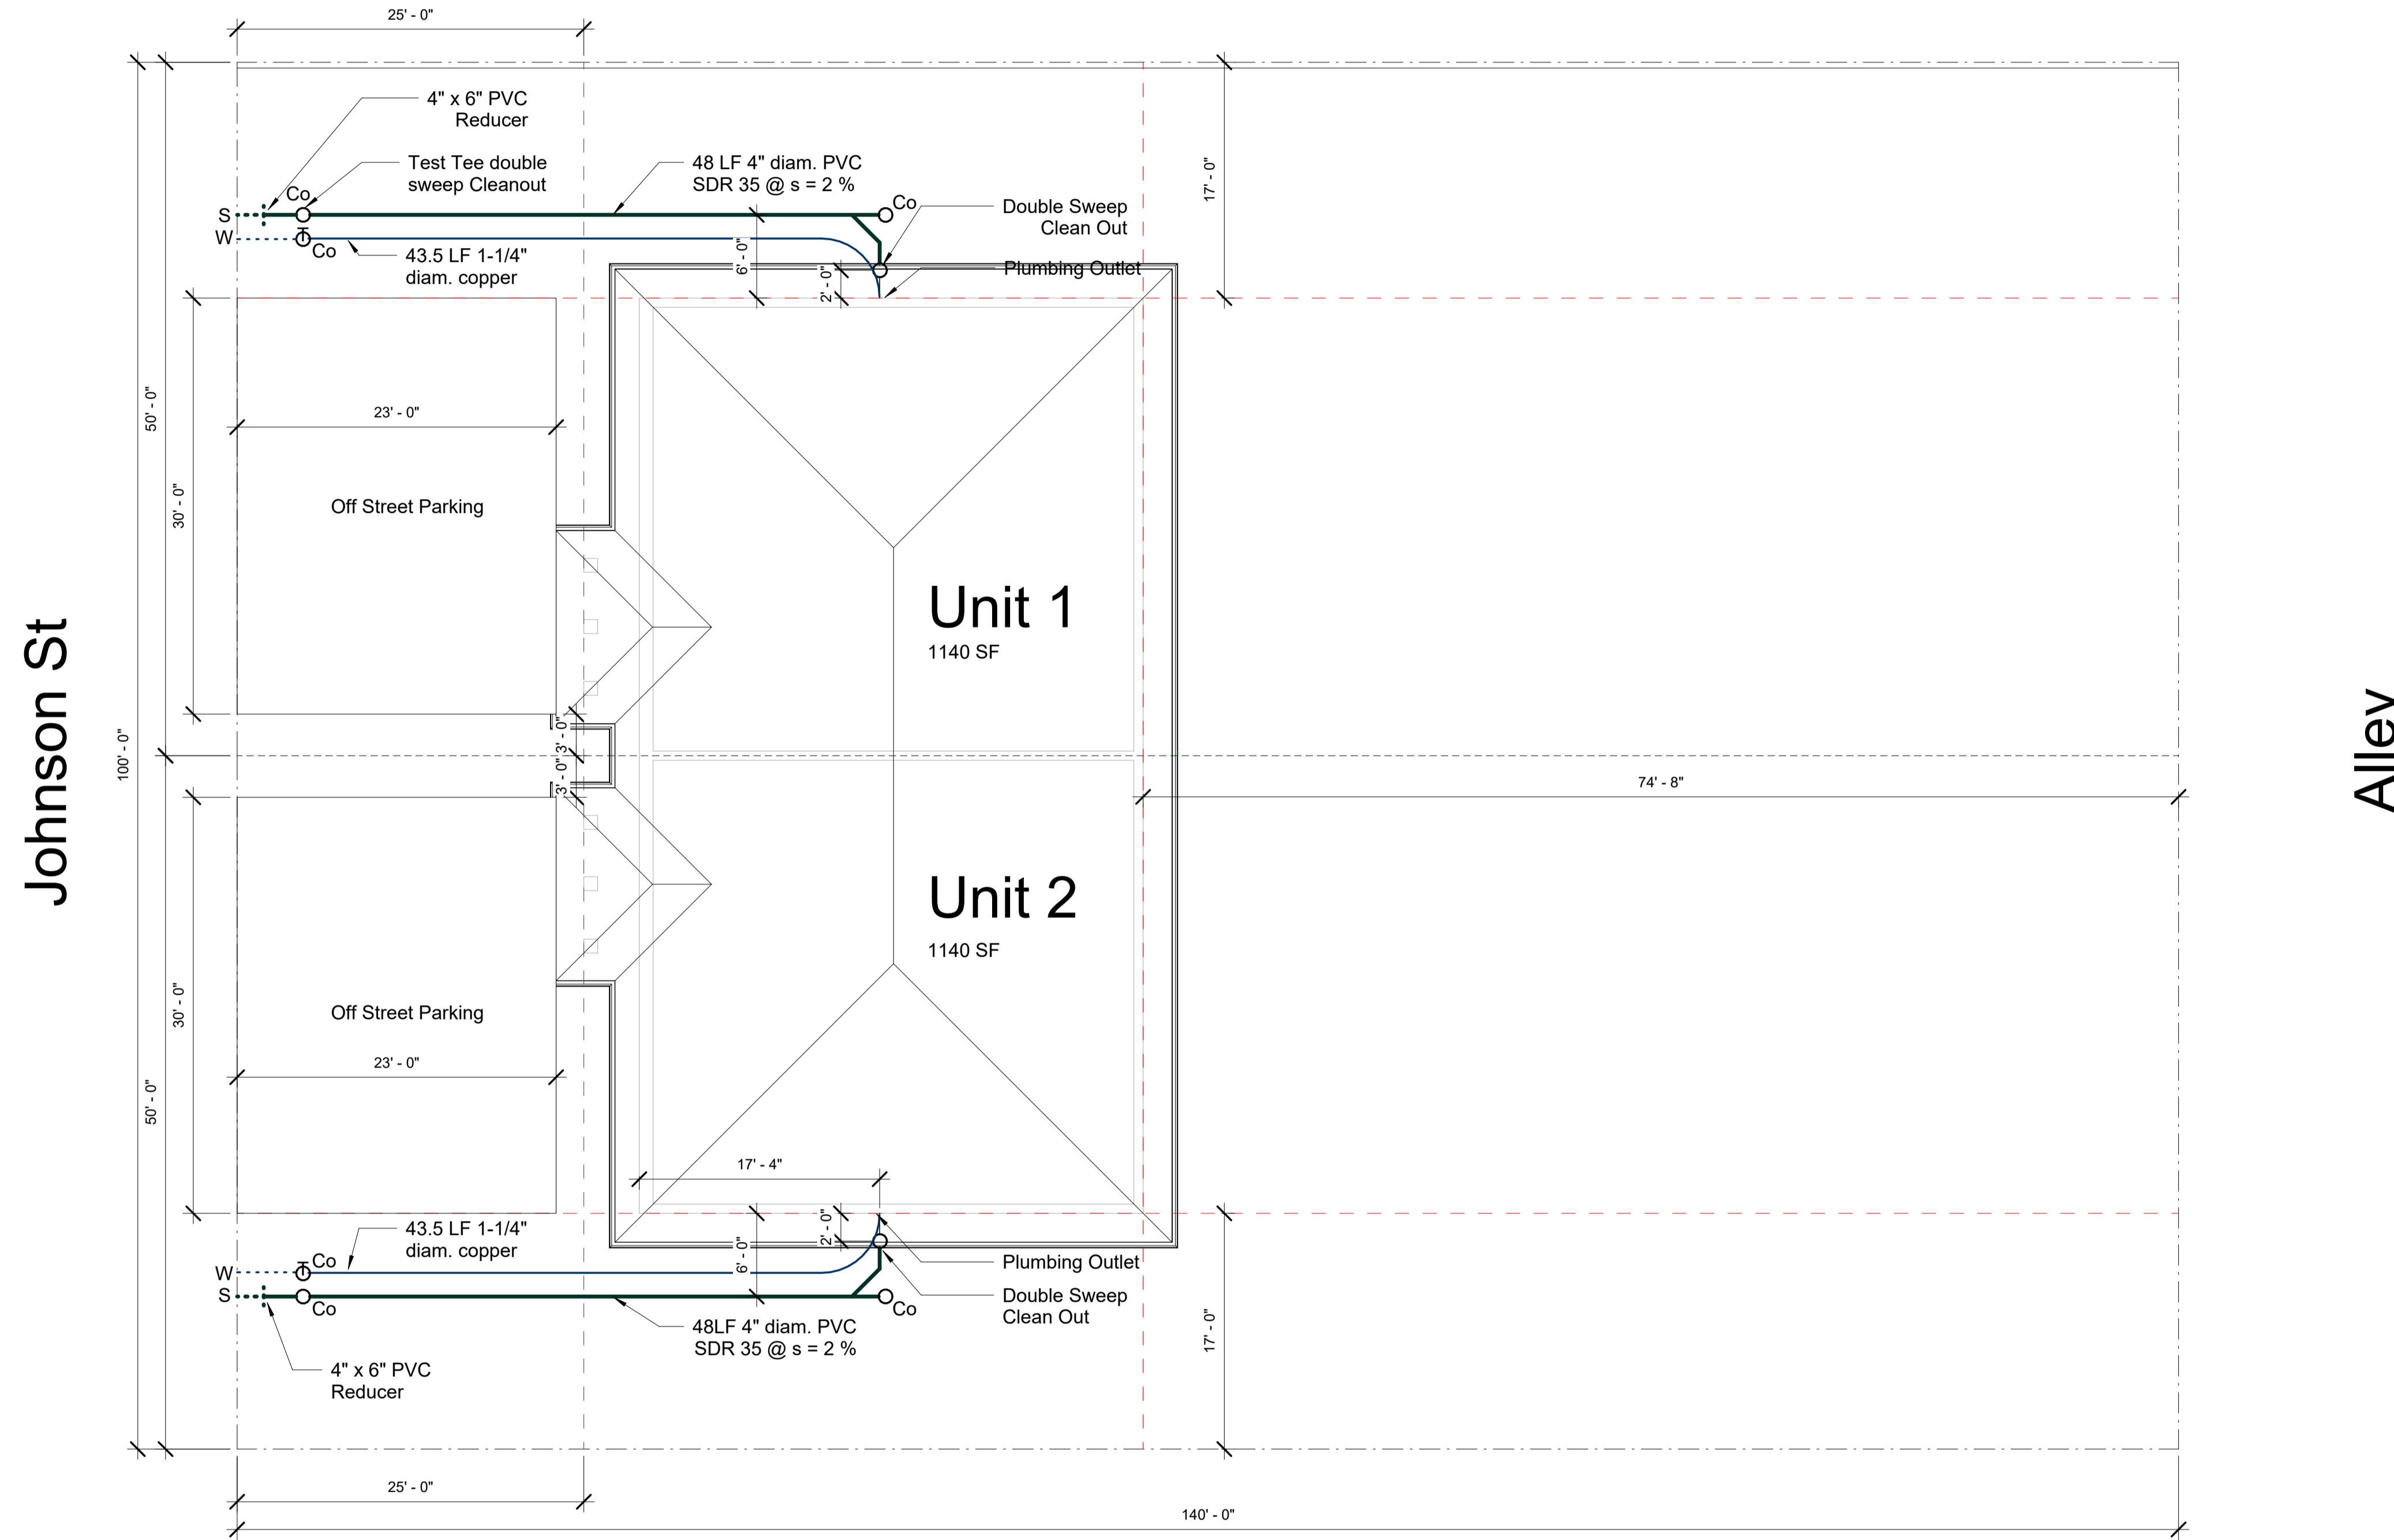 25' - 0"
4" x 6" PVC
Reducer
Test Tee double
sweep Cleanout
48 LF 4" diam. PVC
SDR 35 @ s = 2 %
Co
Co
Double Sweep
Clean Out
17' - 0"
S
W
Co
43.5 LF 1-1/4"
diam. copper
6' - 0"
2' - 0"
Plumbing Outlet
50' - 0"
23' - 0"
30' - 0"
Off Street Parking
Unit 1
1140 SF
Johnson St
100' - 0"
3' - 0"
3' - 0"
74' - 8"
Alley
Unit 2
1140 SF
30' - 0"
Off Street Parking
23' - 0"
50' - 0"
17' - 4"
43.5 LF 1-1/4"
diam. copper
6' - 0"
2' - 0"
Plumbing Outlet
W
S
Co
Co
Co
Double Sweep
Clean Out
48LF 4" diam. PVC
SDR 35 @ s = 2 %
17' - 0"
4" x 6" PVC
Reducer
25' - 0"
140' - 0"